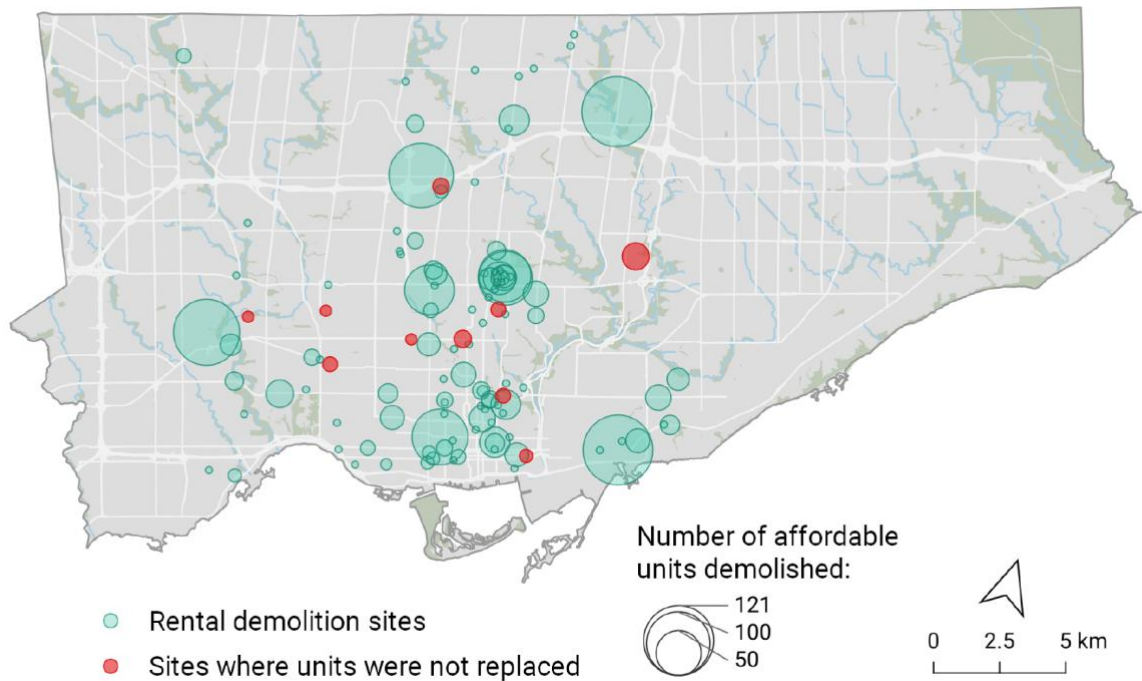 Number of affordable
units demolished:
121
100
50
Rental demolition sites
Sites where units were not replaced
0 2.5 5 km